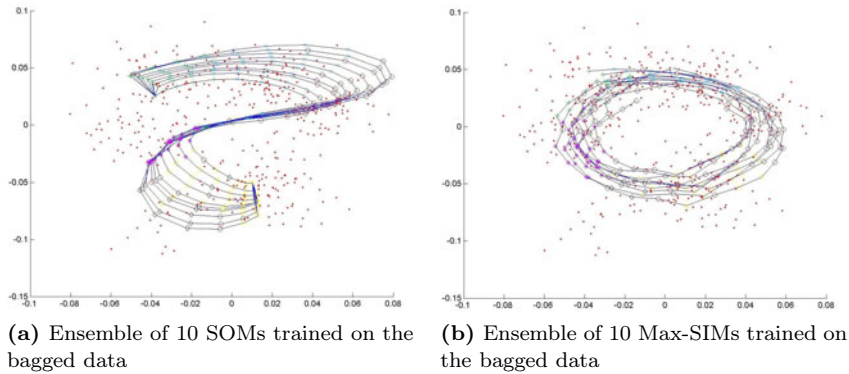 0.1
0.05
0
-0.05
-0.1
-0.15
-0.1 -0.08 -0.06 -0.04 -0.02 0 0.02 0.04 0.06 0.08
(a) Ensemble of 10 SOMs trained on the
bagged data
0.1
0.05
0
-0.05
-0.1
-0.15
-0.1 -0.08 -0.06 -0.04 -0.02 0 0.02 0.04 0.06 0.08
(b) Ensemble of 10 Max-SIMs trained on
the bagged data